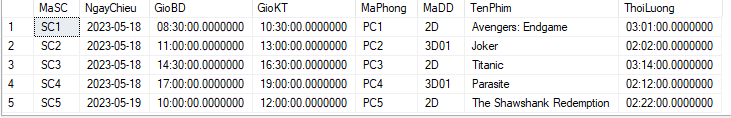 MaSC NgayChieu GioBD GioKT MaPhong MaDD TenPhim ThoiLuong
1 SC1 2023-05-18 08:30:00.0000000 10:30:00.0000000 PC1 2D Avengers: Endgame 03:01:00.0000000
2 SC2 2023-05-18 11:00:00.0000000 13:00:00.0000000 PC2 3D01 Joker 02:02:00.0000000
3 SC3 2023-05-18 14:30:00.0000000 16:30:00.0000000 PC3 2D Titanic 03:14:00.0000000
4 SC4 2023-05-18 17:00:00.0000000 19:00:00.0000000 PC4 3D01 Parasite 02:12:00.0000000
5 SC5 2023-05-19 10:00:00.0000000 12:00:00.0000000 PC5 2D The Shawshank Redemption 02:22:00.0000000